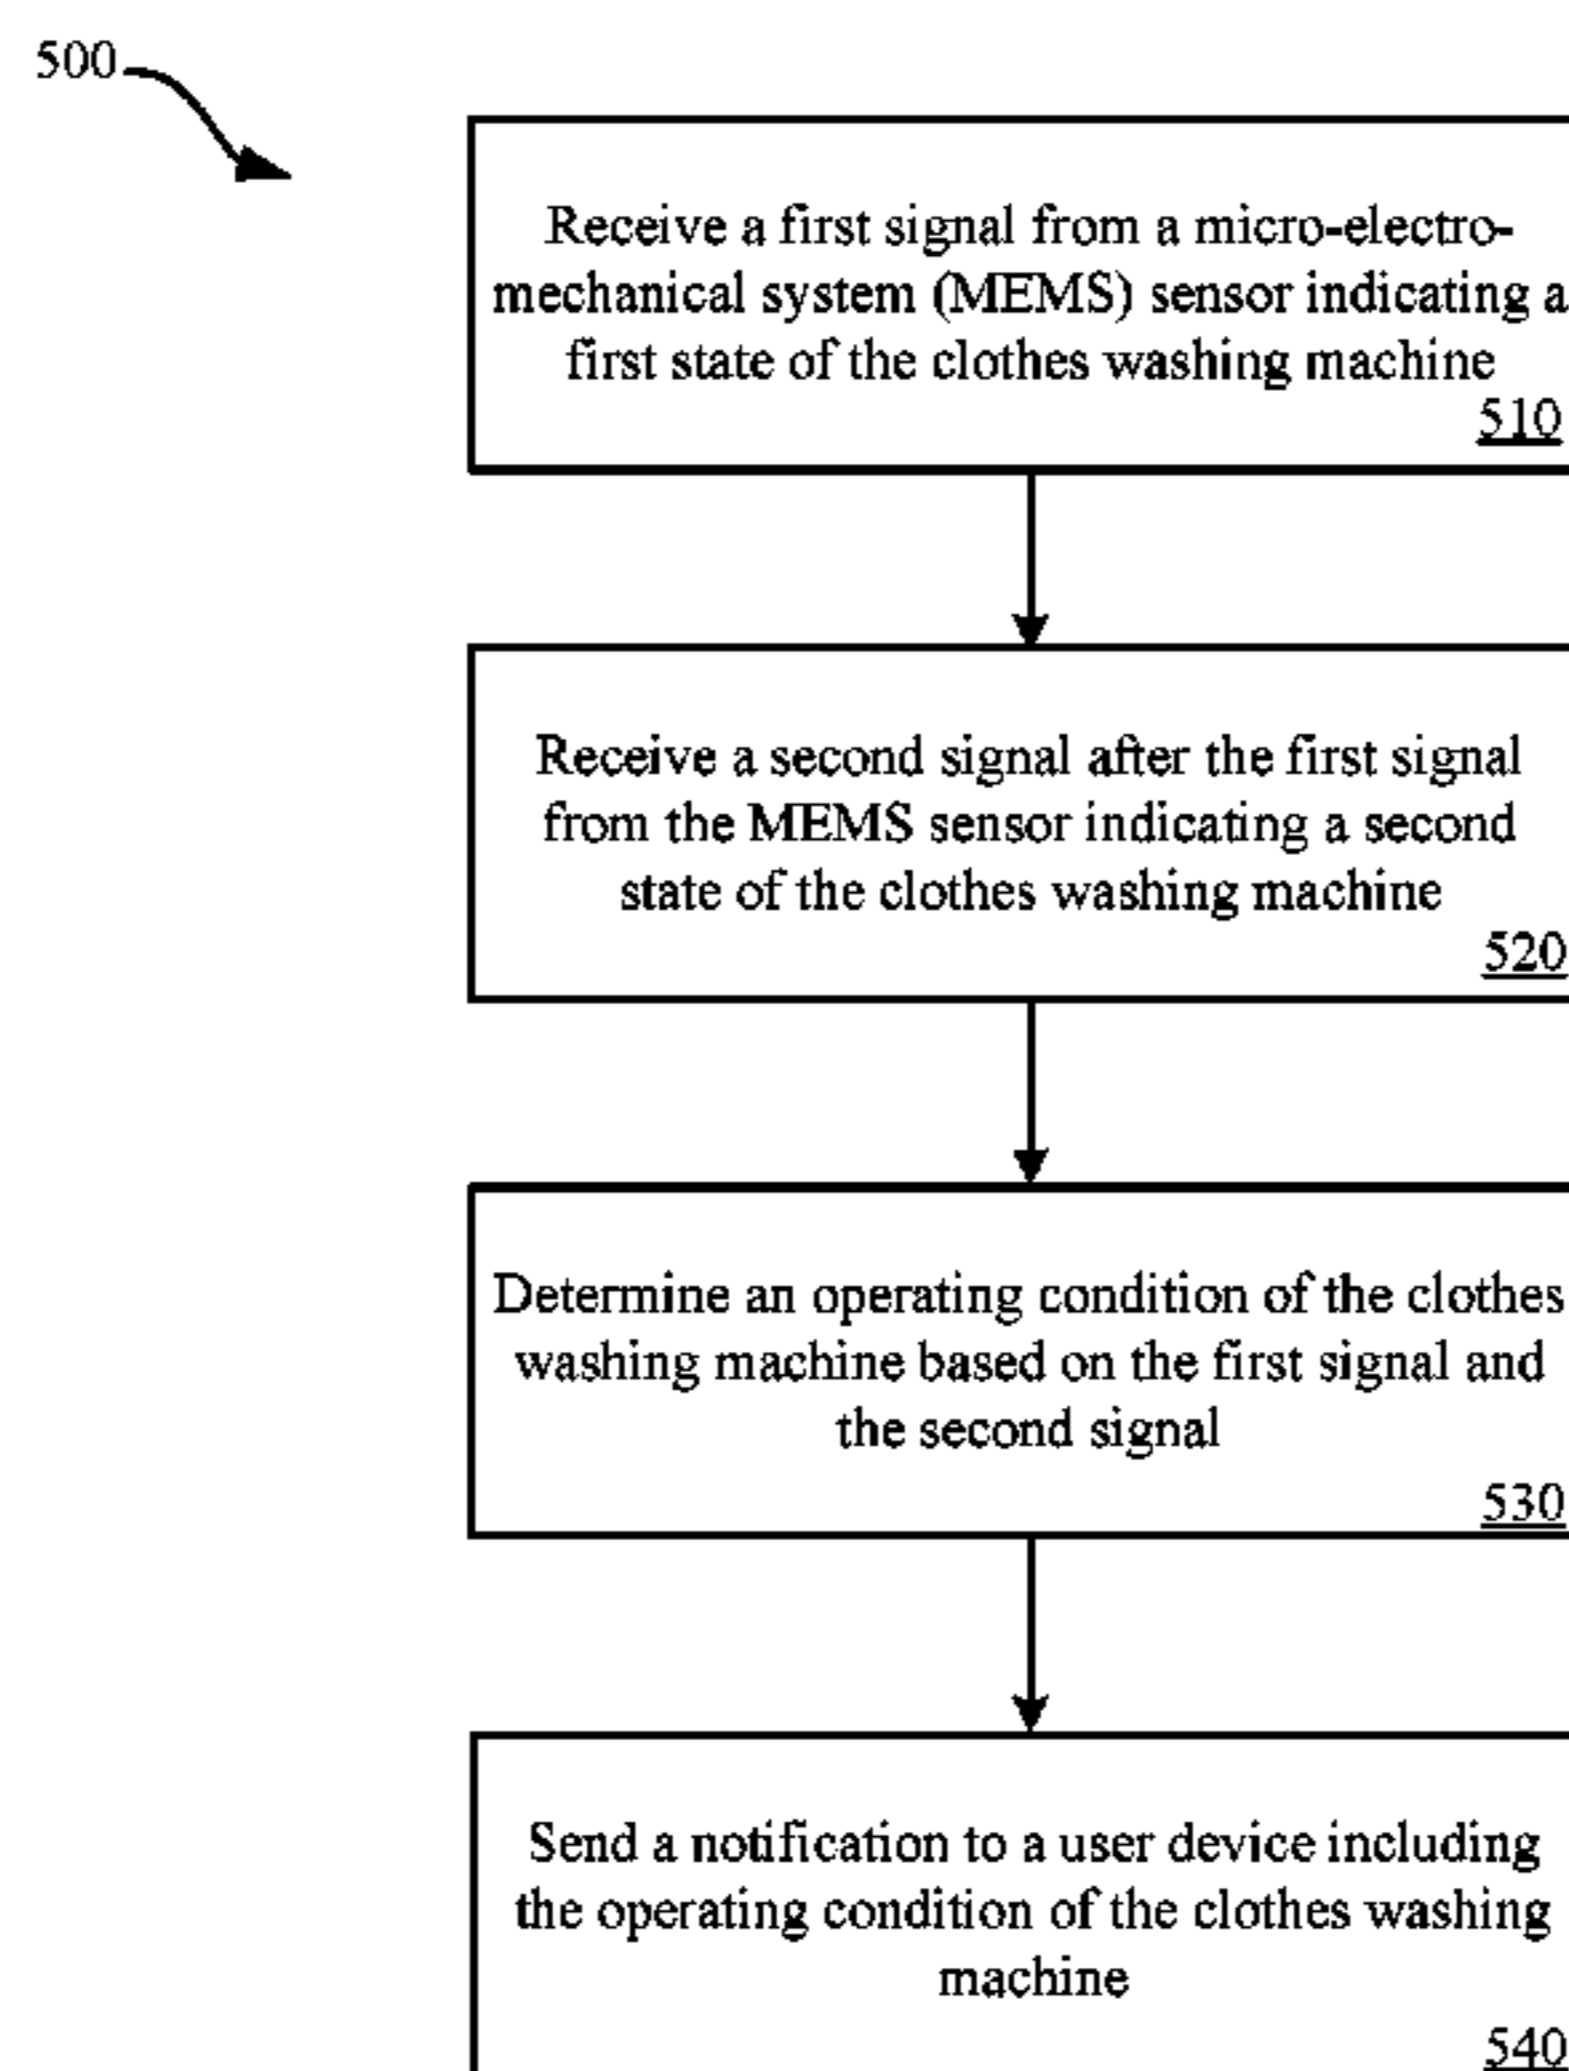 500
Receive a first signal from a micro-electro-
mechanical system (MEMS) sensor indicating a
first state of the clothes washing machine
510
Receive a second signal after the first signal
from the MEMS sensor indicating a second
state of the clothes washing machine
520
Determine an operating condition of the clothes
washing machine based on the first signal and
the second signal
530
Send a notification to a user device including
the operating condition of the clothes washing
machine
540